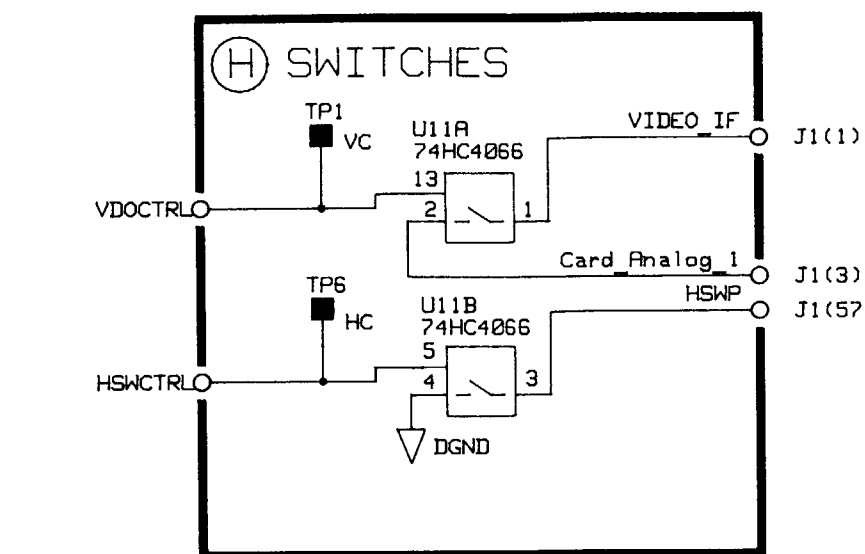 H SWITCHES
TP1
VC
U11A
74HC4066
VIDEO_IF
J1(1)
13
2
1
VDOCTRL
Card_Analog_1
J1(3)
TP6
HC
U11B
74HC4066
HSWP
J1(57
5
4
3
HSWCTRL
DGND